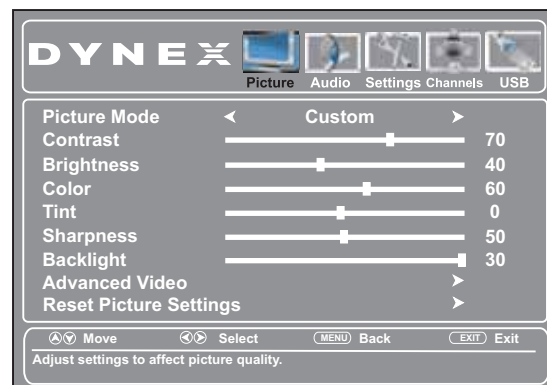 DYNEX
Picture Audio Settings Channels USB
Picture Mode Custom
Contrast 70
Brightness 40
Color 60
Tint 0
Sharpness 50
Backlight 30
Advanced Video
Reset Picture Settings
Move Select MENU Back EXIT Exit
Adjust settings to affect picture quality.